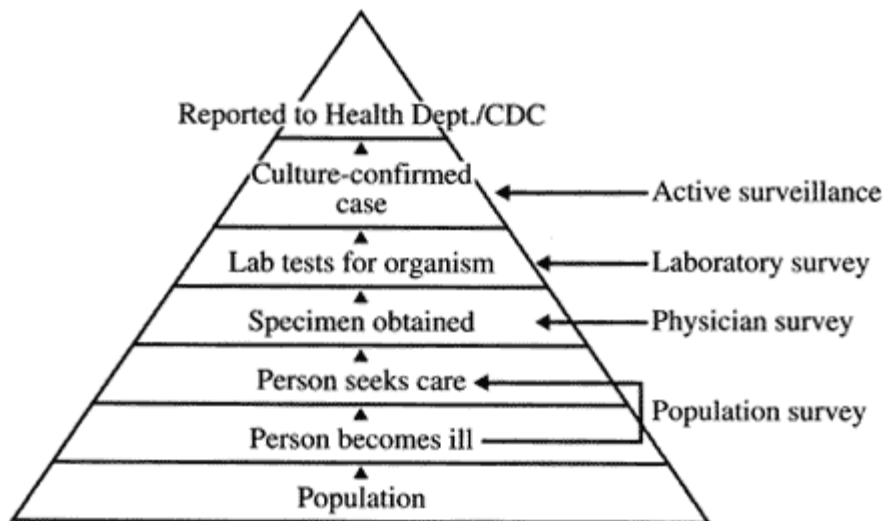 Reported to Health Dept./CDC
Culture-confirmed
case
Active surveillance
Lab tests for organism
Laboratory survey
Specimen obtained
Physician survey
Person seeks care
Population survey
Person becomes ill
Population